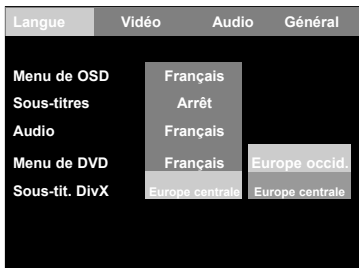 Langue Vidéo Audio Général
Menu de OSD Français
Sous-titres Arrêt
Audio Français
Menu de DVD Français Europe occid.
Sous-tit. DivX Europe centrale Europe centrale